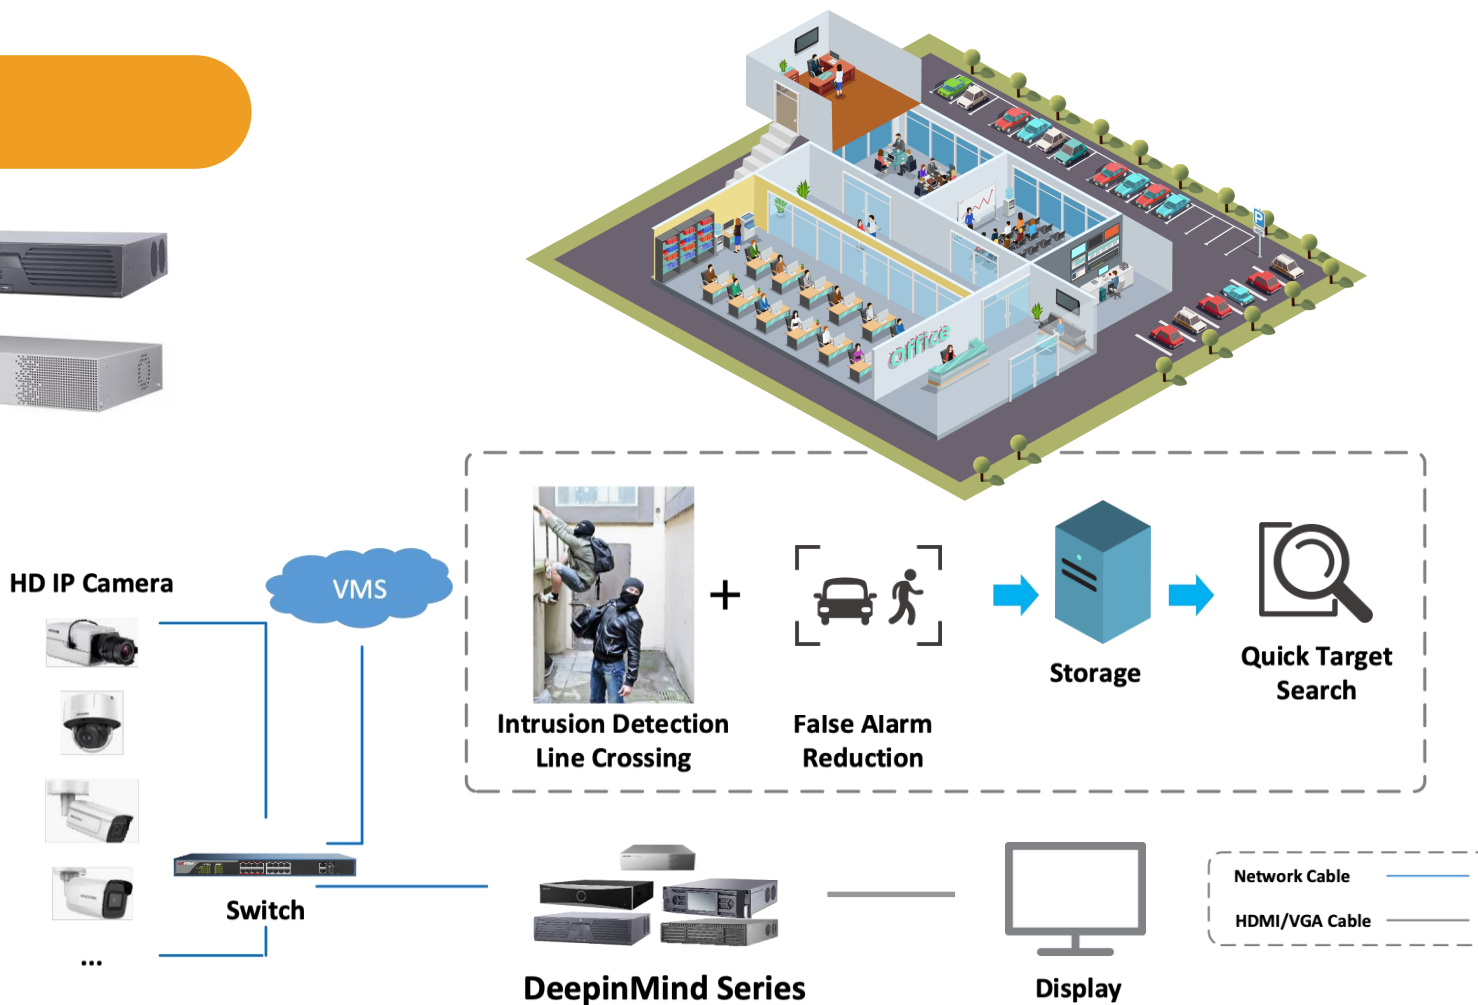 P
Office
HD IP Camera
VMS
Intrusion Detection
Line Crossing
+
False Alarm
Reduction
Storage
Quick Target
Search
Switch
...
DeepinMind Series
Display
Network Cable
HDMI/VGA Cable